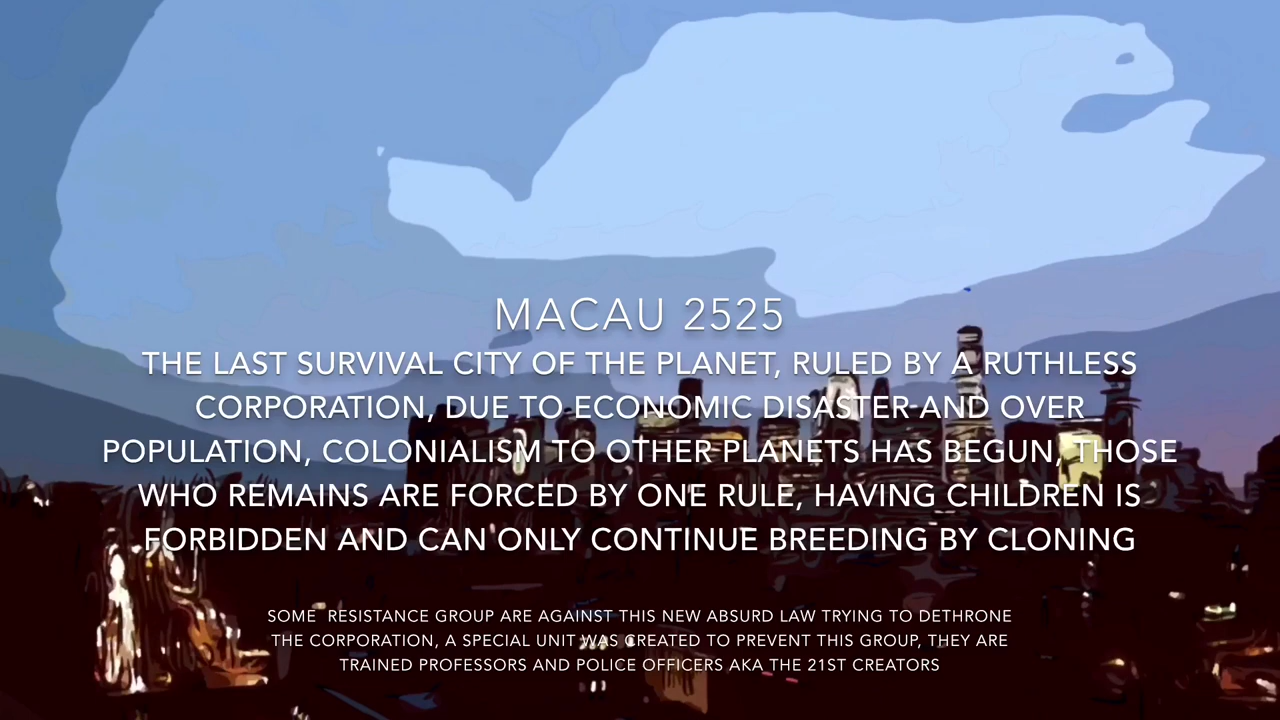 MACAU 2525
THE LAST SURVIVAL CITY OF THE PLANET, RULED BY A RUTHLESS
CORPORATION, DUE TO ECONOMIC DISASTER AND OVER
POPULATION, COLONIALISM TO OTHER PLANETS HAS BEGUN, THOSE
WHO REMAINS ARE FORCED BY ONE RULE, HAVING CHILDREN IS
FORBIDDEN AND CAN ONLY CONTINUE BREEDING BY CLONING
SOME RESISTANCE GROUP ARE AGAINST THIS NEW ABSURD LAW TRYING TO DETHRONE
THE CORPORATION, A SPECIAL UNIT WAS CREATED TO PREVENT THIS GROUP, THEY ARE
TRAINED PROFESSORS AND POLICE OFFICERS AKA THE 21ST CREATORS